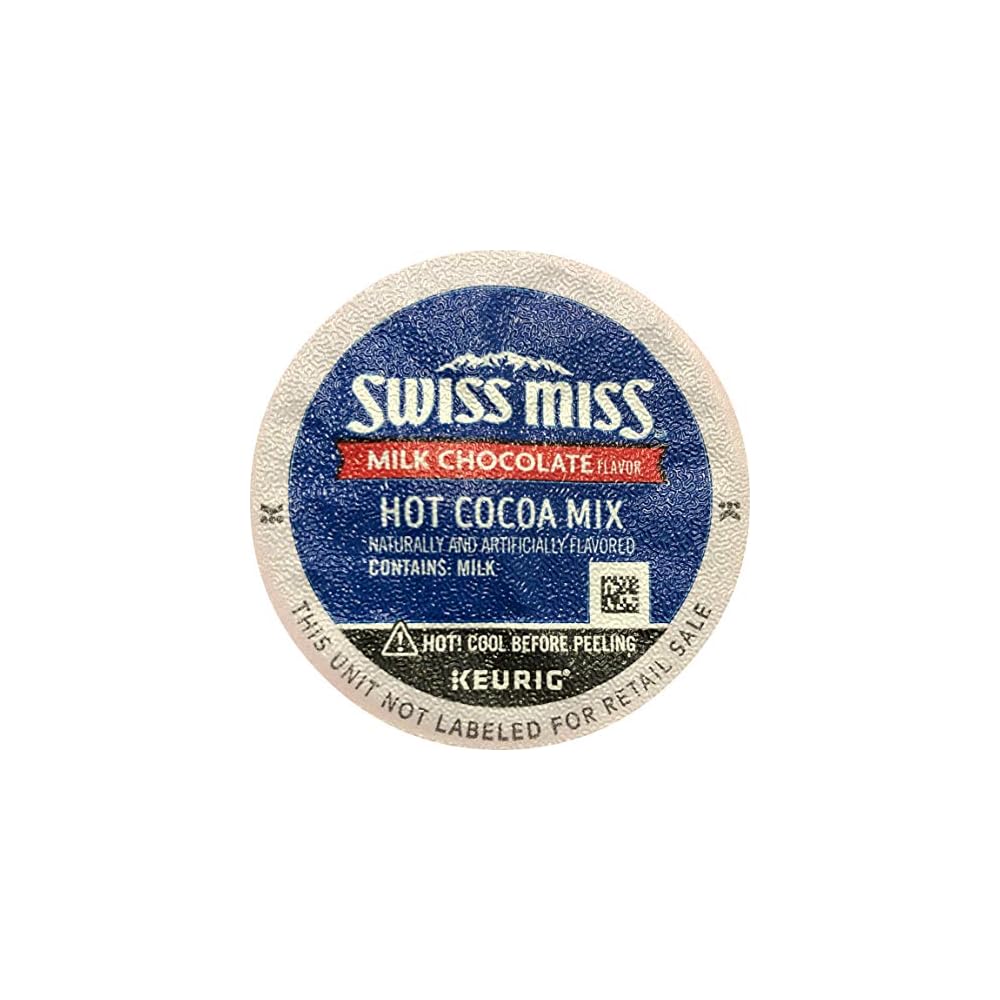 SWISS MISS
MILK CHOCOLATE FLAVOR
HOT COCOA MIX
NATURALLY AND ARTIFICIALLY FLAVORED
CONTAINS: MILK
K
K
HOT! COOL BEFORE PEELING
KEURIG®
THIS UNIT NOT LABELED FOR RETAIL SALE